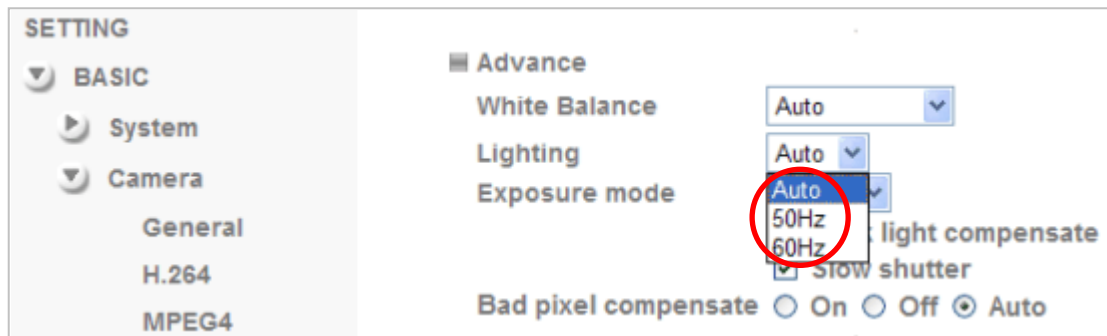 SETTING
BASIC
System
Camera
General
H.264
MPEG4
Advance
White Balance Auto
Lighting Auto
Exposure mode Auto
50Hz
60Hz light compensate
Slow shutter
Bad pixel compensate On Off Auto